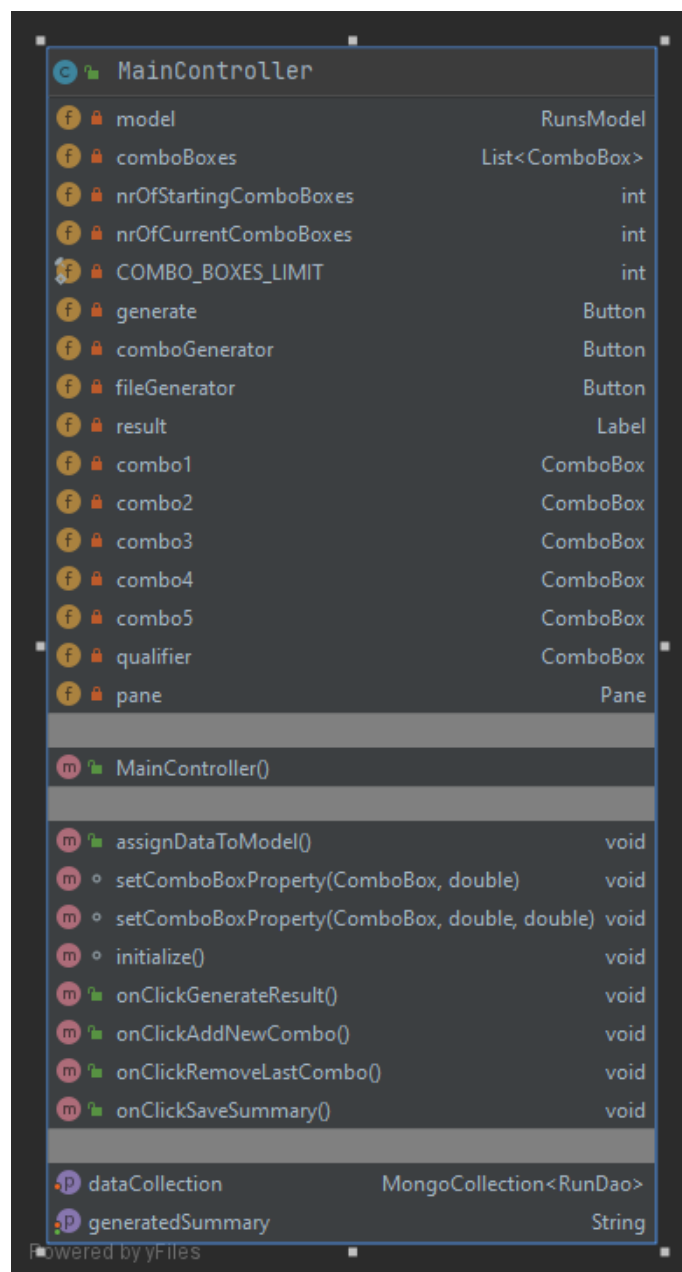 MainController
model RunsModel
comboBoxes List<ComboBox>
nrOfStartingComboBoxes int
nrOfCurrentComboBoxes int
COMBO_BOXES_LIMIT int
generate Button
comboGenerator Button
fileGenerator Button
result Label
combo1 ComboBox
combo2 ComboBox
combo3 ComboBox
combo4 ComboBox
combo5 ComboBox
qualifier ComboBox
pane Pane
MainController()
assignDataToModel() void
setComboBoxProperty(ComboBox, double) void
setComboBoxProperty(ComboBox, double, double) void
initialize() void
onClickGenerateResult() void
onClickAddNewCombo() void
onClickRemoveLastCombo() void
onClickSaveSummary() void
dataCollection MongoCollection<RunDao>
generatedSummary String
Powered by yFiles